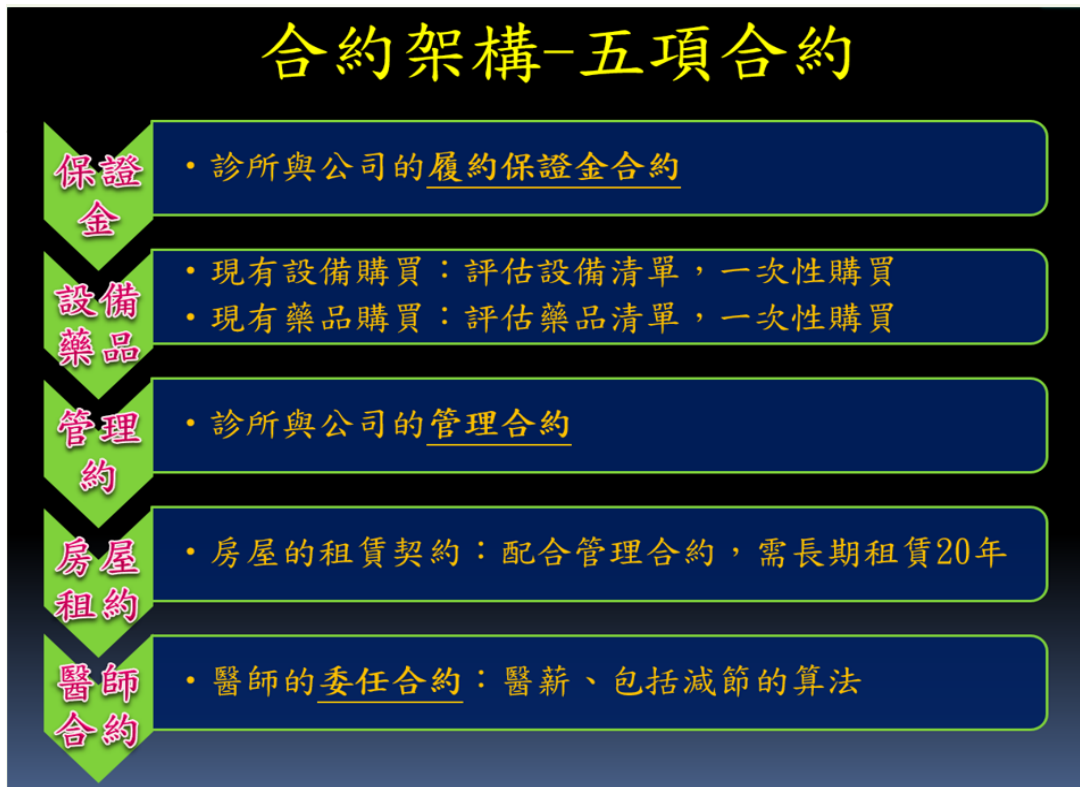 合約架構-五項合約
保證
金
• 診所與公司的履約保證金合約
設備
藥品
• 現有設備購買：評估設備清單，一次性購買
• 現有藥品購買：評估藥品清單，一次性購買
管理
約
• 診所與公司的管理合約
房屋
租約
• 房屋的租賃契約：配合管理合約，需長期租賃20年
醫師
合約
• 醫師的委任合約：醫薪、包括減節的算法